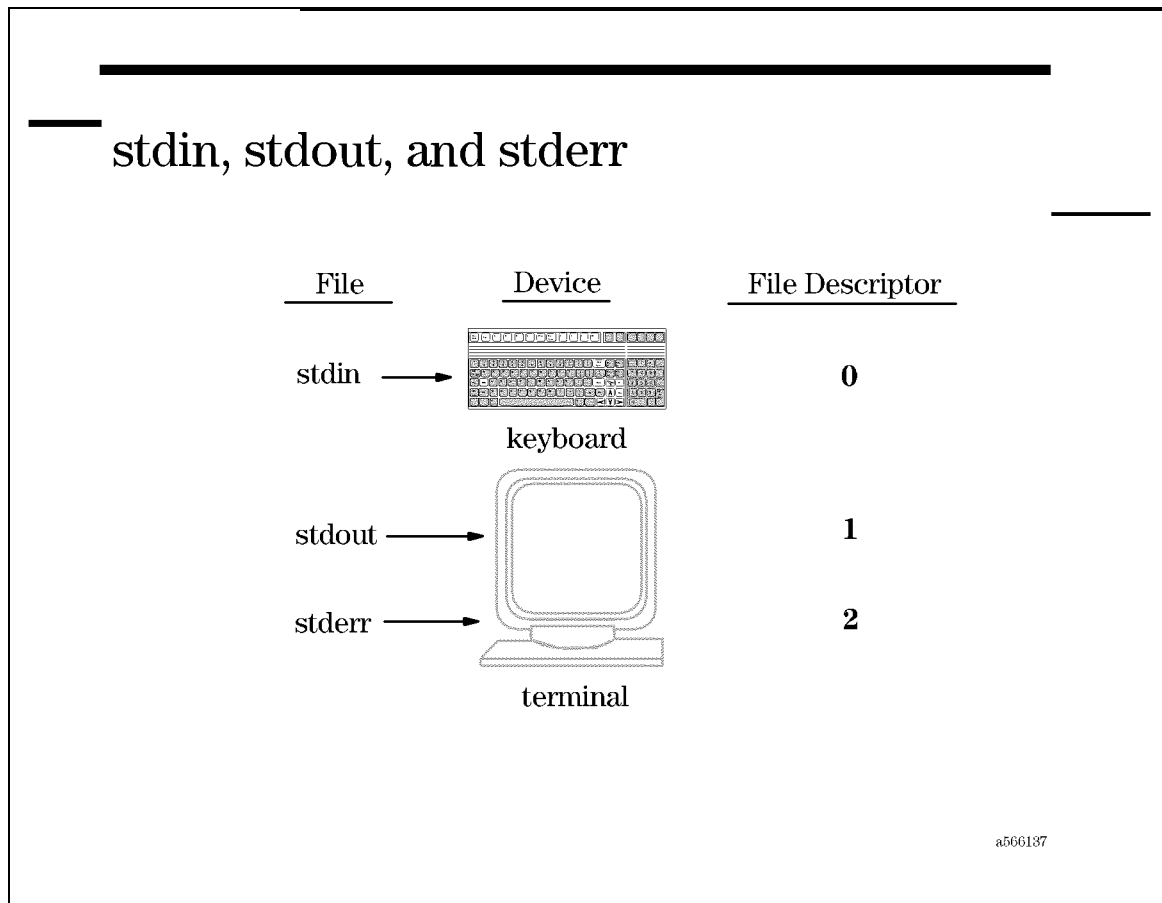 stdin, stdout, and stderr
File Device File Descriptor
stdin 0
keyboard
stdout 1
stderr 2
terminal
a566137